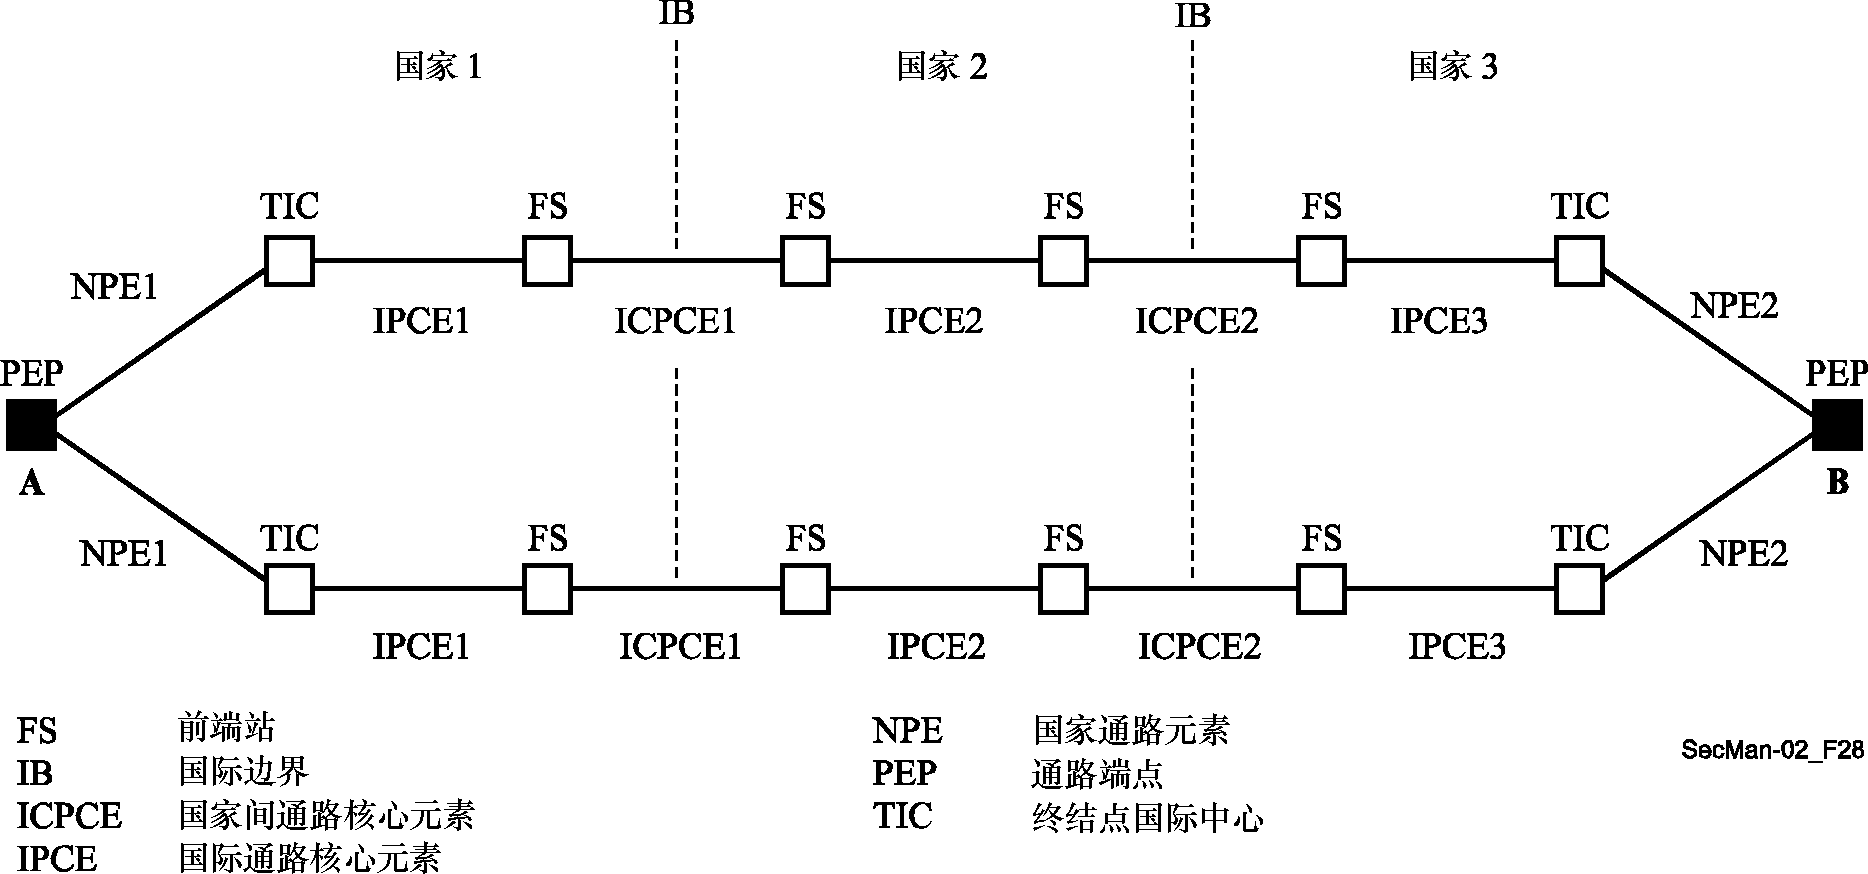 IB IB
国家 1 国家 2 国家 3
TIC FS FS FS FS TIC
NPE1 NPE2
IPCE1 ICPCE1 IPCE2 ICPCE2 IPCE3
PEP PEP
A B
TIC FS FS FS FS TIC
NPE1 NPE2
IPCE1 ICPCE1 IPCE2 ICPCE2 IPCE3
FS 前端站
IB 国际边界
ICPCE 国家间通路核心元素
IPCE 国际通路核心元素
NPE 国家通路元素
PEP 通路端点
TIC 终结点国际中心
SecMan-02_F28